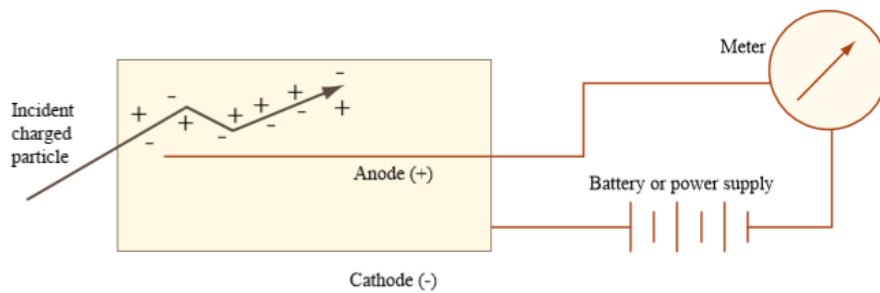 Meter
Incident
charged
particle
Anode (+)
Battery or power supply
Cathode (-)
+ - + - + - + - + - - +